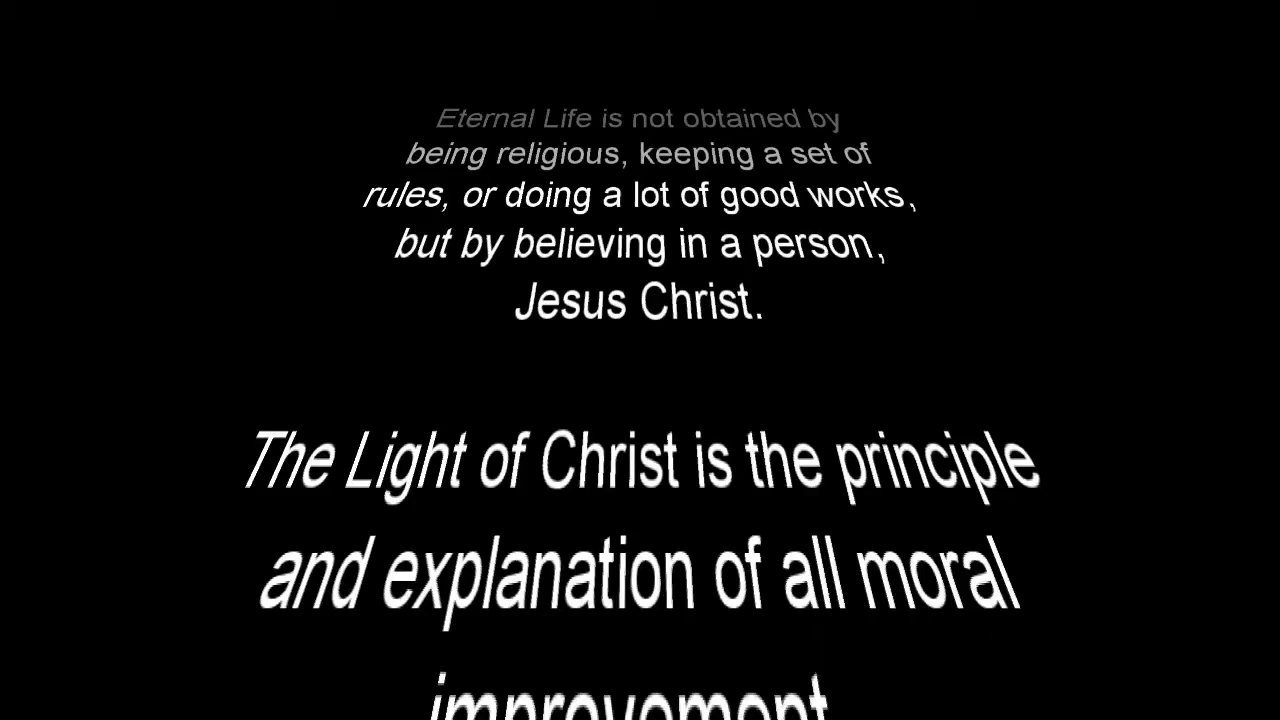 Eternal Life is not obtained by
being religious, keeping a set of
rules, or doing a lot of good works,
but by believing in a person,
Jesus Christ.
The Light of Christ is the principle
and explanation of all moral
improvement